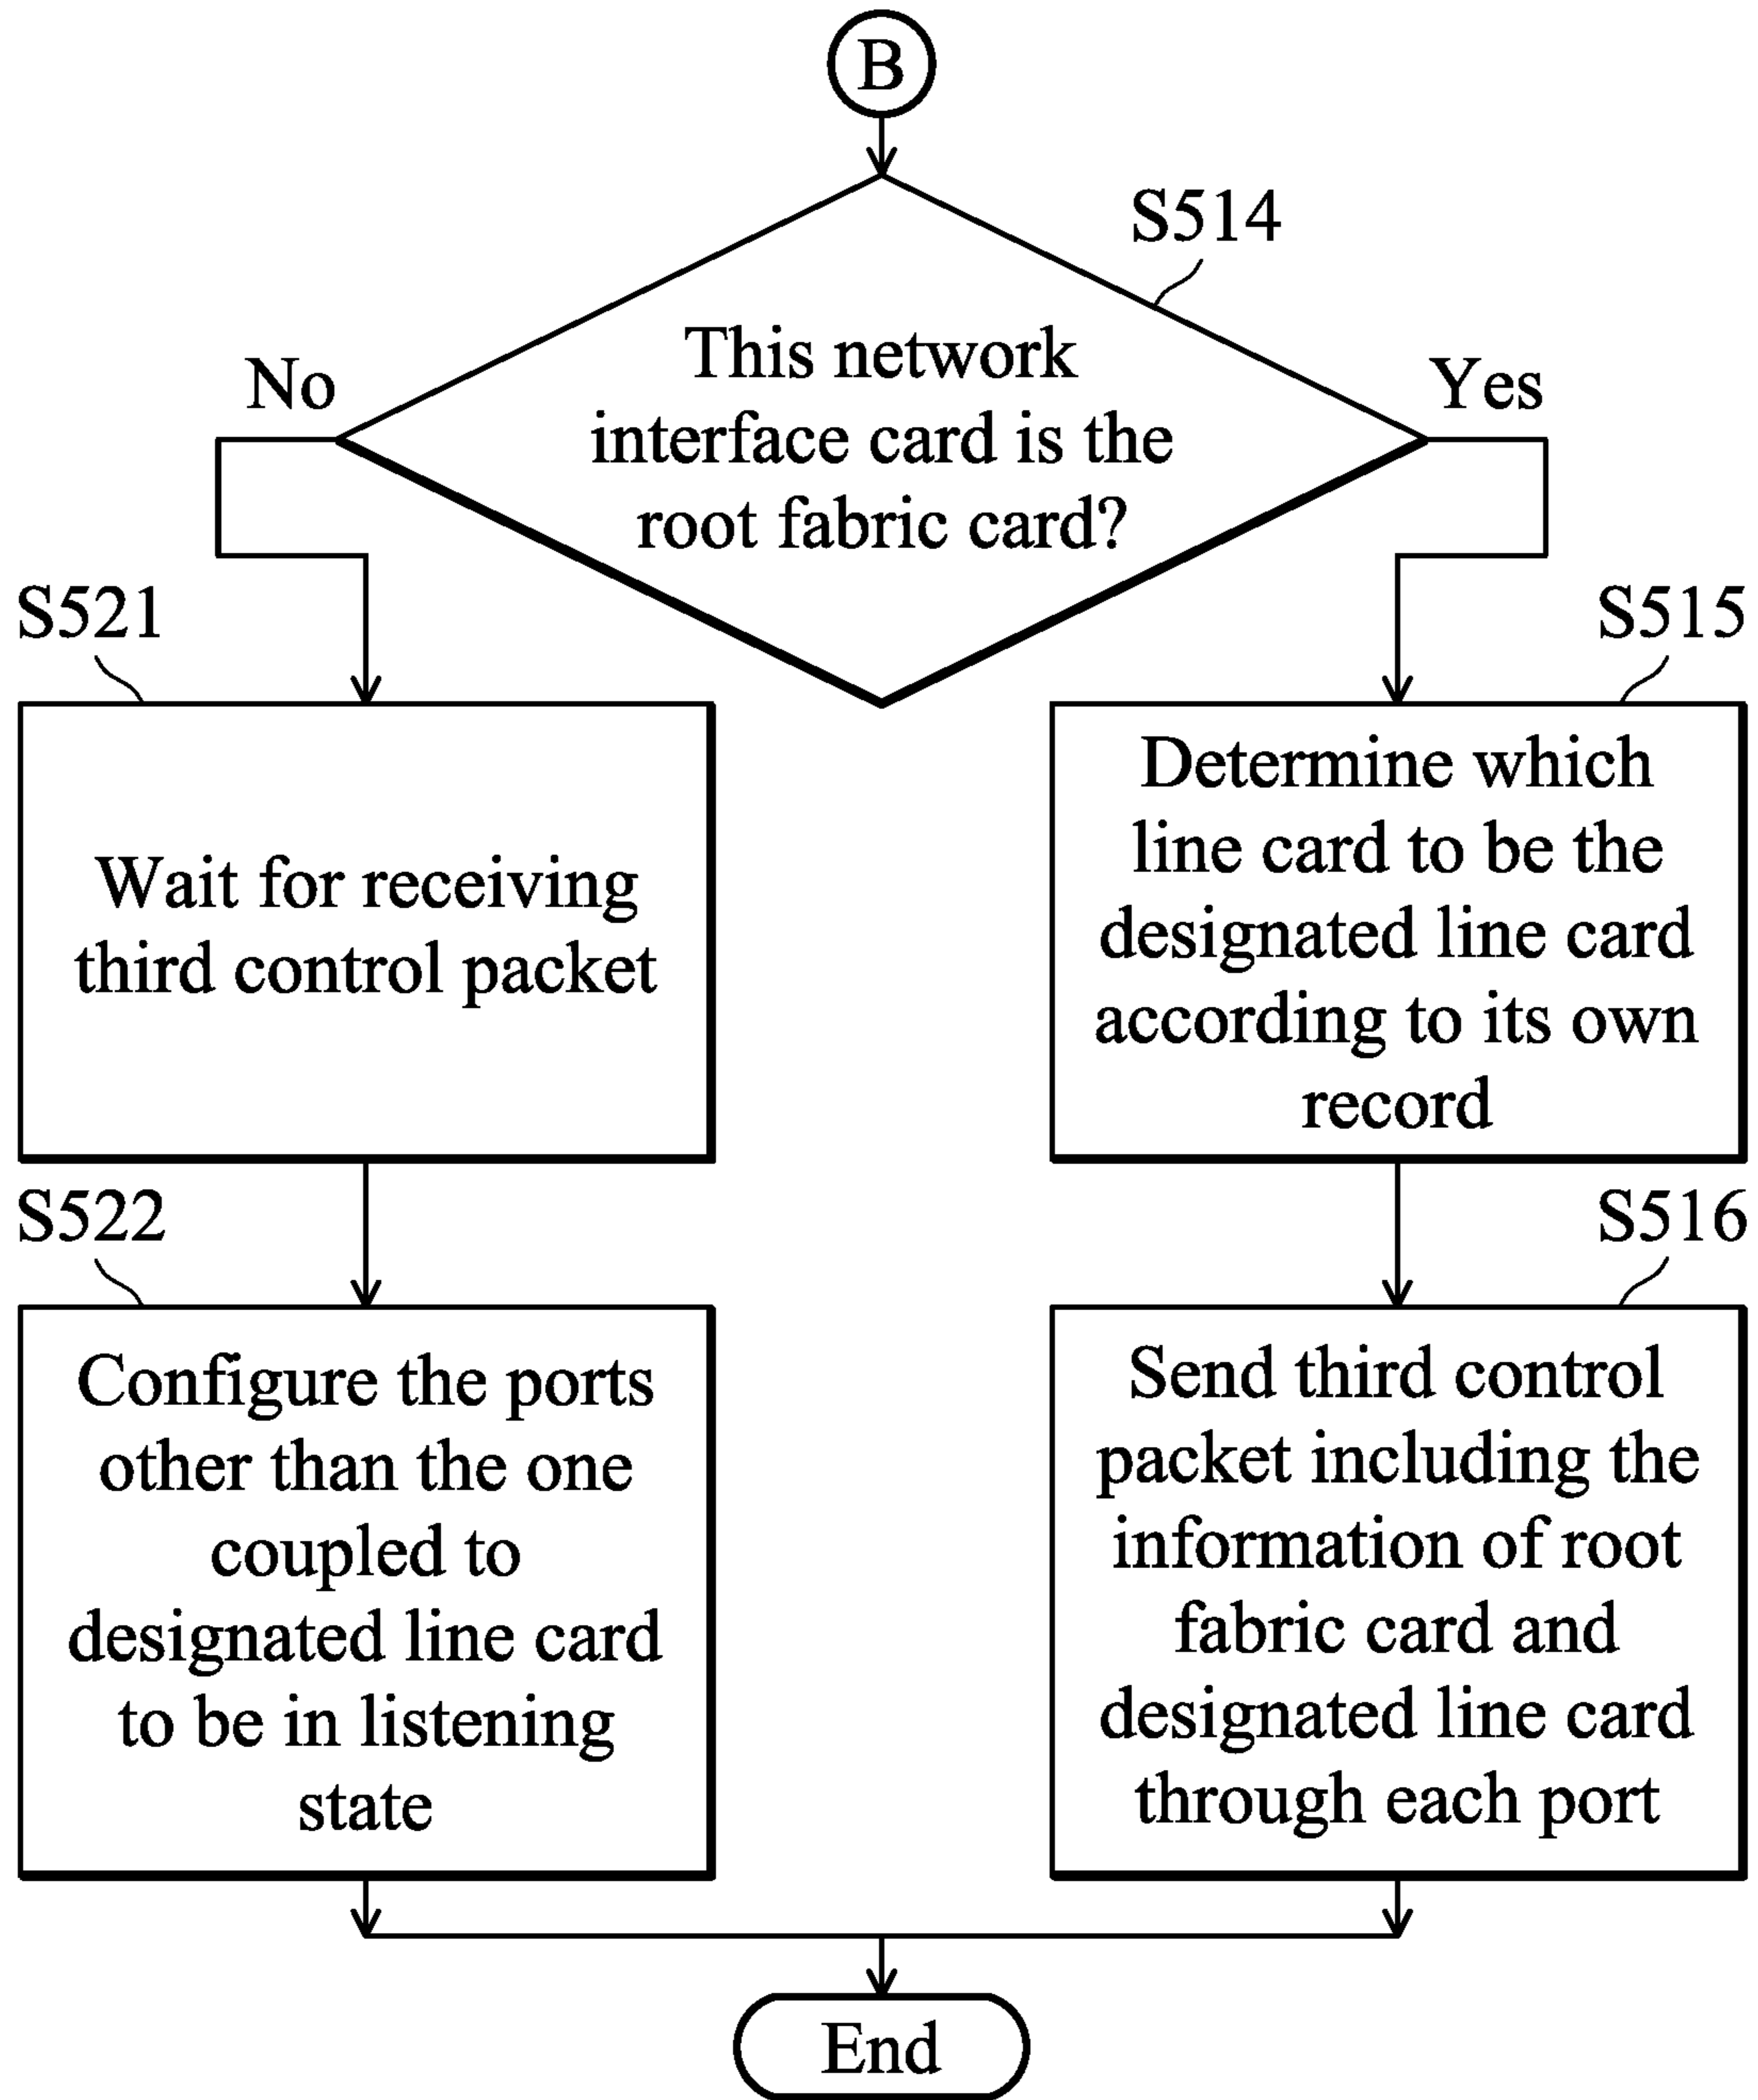 B
S514
This network
interface card is the
root fabric card?
No
Yes
S521
Wait for receiving
third control packet
S515
Determine which
line card to be the
designated line card
according to its own
record
S522
Configure the ports
other than the one
coupled to
designated line card
to be in listening
state
S516
Send third control
packet including the
information of root
fabric card and
designated line card
through each port
End